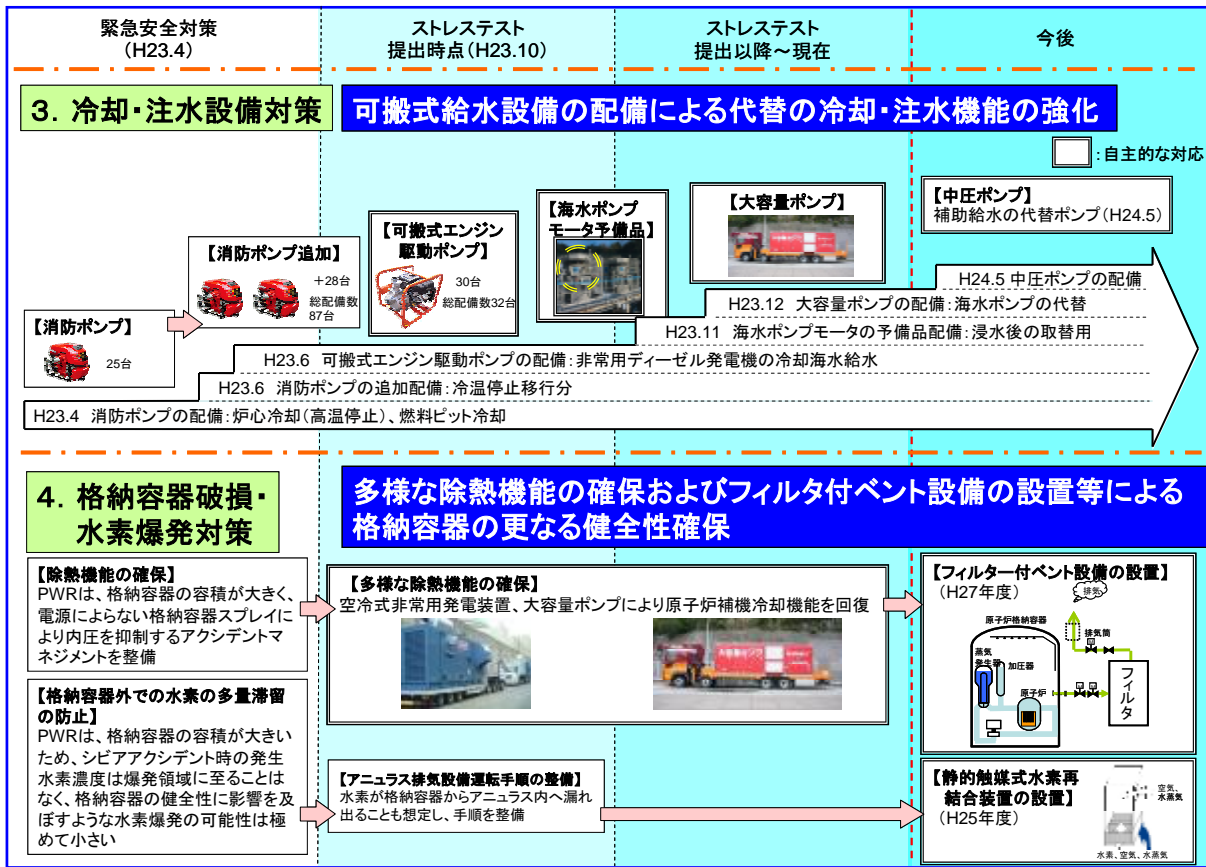 緊急安全対策
(H23.4)
ストレステスト
提出時点(H23.10)
ストレステスト
提出以降～現在
今後
3．冷却・注水設備対策
可搬式給水設備の配備による代替の冷却・注水機能の強化
：自主的な対応
【消防ポンプ】
25台
【消防ポンプ追加】
＋28台
総配備数
87台
【可搬式エンジン
駆動ポンプ】
30台
総配備数32台
【海水ポンプ
モータ予備品】
【大容量ポンプ】
【中圧ポンプ】
補助給水の代替ポンプ(H24.5)
H24.5 中圧ポンプの配備
H23.12 大容量ポンプの配備：海水ポンプの代替
H23.11 海水ポンプモータの予備品配備：浸水後の取替用
H23.6 可搬式エンジン駆動ポンプの配備：非常用ディーゼル発電機の冷却海水給水
H23.6 消防ポンプの追加配備：冷温停止移行分
H23.4 消防ポンプの配備：炉心冷却(高温停止)、燃料ピット冷却
4．格納容器破損・
水素爆発対策
多様な除熱機能の確保およびフィルタ付ベント設備の設置等による
格納容器の更なる健全性確保
【除熱機能の確保】
PWRは、格納容器の容積が大きく、
電源によらない格納容器スプレイに
より内圧を抑制するアクシデントマ
ネジメントを整備
【格納容器外での水素の多量滞留
の防止】
PWRは、格納容器の容積が大きい
ため、シビアアクシデント時の発生
水素濃度は爆発領域に至ることは
なく、格納容器の健全性に影響を及
ぼすような水素爆発の可能性は極
めて小さい
【多様な除熱機能の確保】
空冷式非常用発電装置、大容量ポンプにより原子炉補機冷却機能を回復
【アニュラス排気設備運転手順の整備】
水素が格納容器からアニュラス内へ漏れ
出ることも想定し、手順を整備
【フィルター付ベント設備の設置】
(H27年度)
排気
原子炉格納容器
排気筒
蒸気
発生器
加圧器
原子炉
フィルタ
【静的触媒式水素再
結合装置の設置】
(H25年度)
空気、
水蒸気
水素、空気、水蒸気